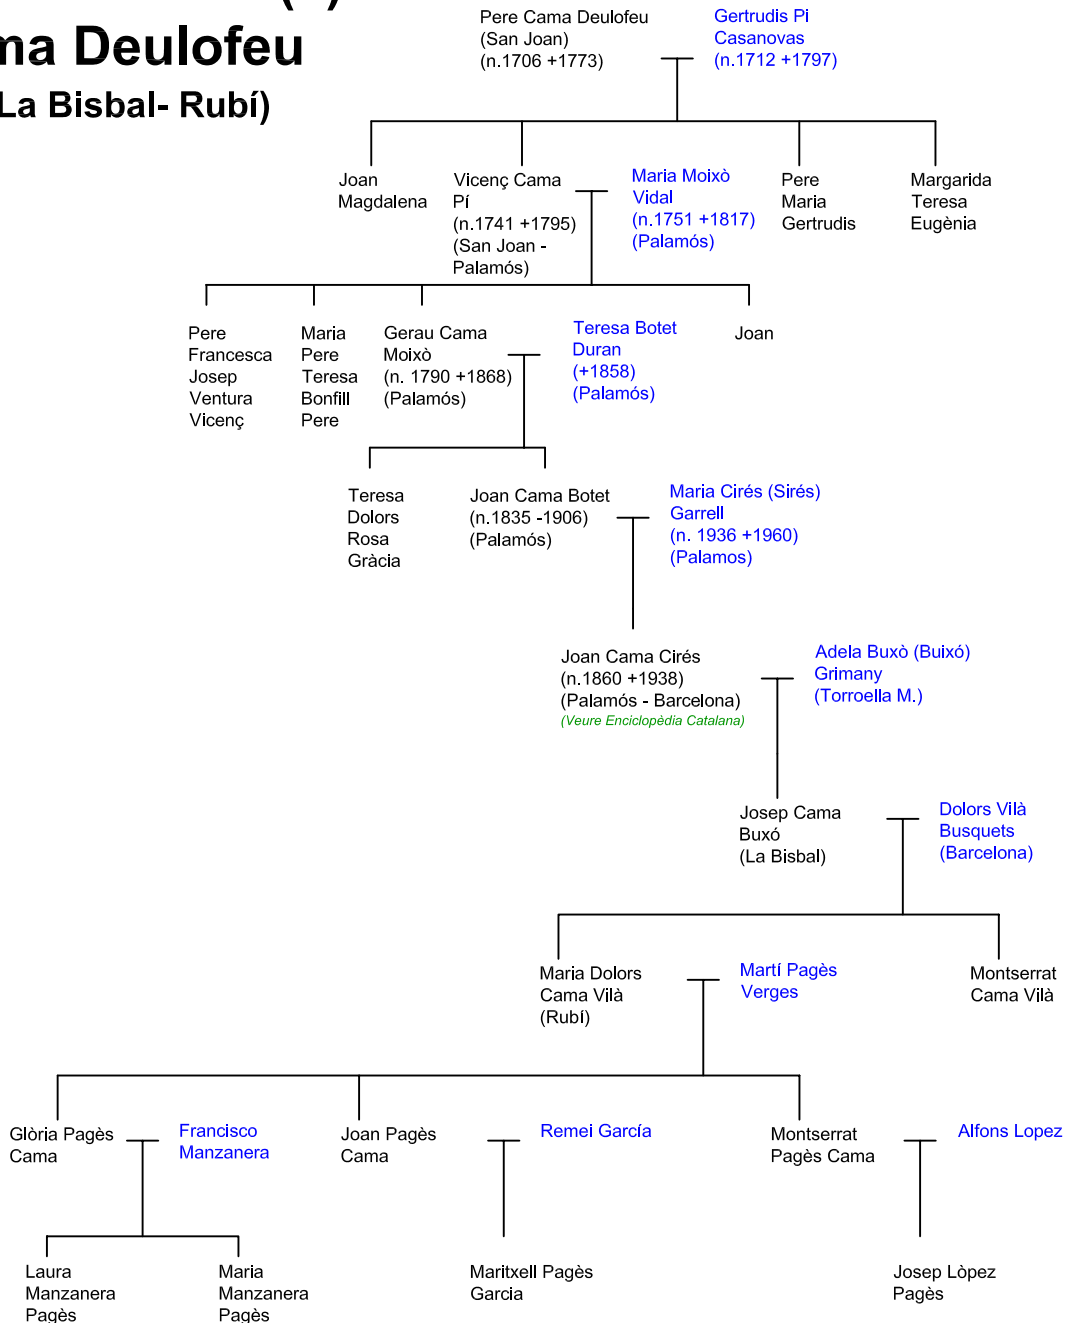 ma Deulofeu
La Bisbal- Rubí)
Pere Cama Deulofeu
(San Joan)
(n.1706 +1773)
Gertrudis Pi
Casanovas
(n.1712 +1797)
Joan
Magdalena
Vicenç Cama
Pí
(n.1741 +1795)
(San Joan -
Palamós)
Maria Moixò
Vidal
(n.1751 +1817)
(Palamós)
Pere
Maria
Gertrudis
Margarida
Teresa
Eugènia
Pere
Francesca
Josep
Ventura
Vicenç
Maria
Pere
Teresa
Bonfill
Pere
Gerau Cama
Moixò
(n. 1790 +1868)
(Palamós)
Teresa Botet
Duran
(+1858)
(Palamós)
Joan
Teresa
Dolors
Rosa
Gràcia
Joan Cama Botet
(n.1835 -1906)
(Palamós)
Maria Cirés (Sirés)
Garrell
(n. 1936 +1960)
(Palamos)
Joan Cama Cirés
(n.1860 +1938)
(Palamós - Barcelona)
(Veure Enciclopèdia Catalana)
Adela Buxò (Buixó)
Grimany
(Torroella M.)
Josep Cama
Buxó
(La Bisbal)
Dolors Vilà
Busquets
(Barcelona)
Maria Dolors
Cama Vilà
(Rubí)
Martí Pagès
Verges
Montserrat
Cama Vilà
Glòria Pagès
Cama
Francisco
Manzanera
Joan Pagès
Cama
Remei García
Montserrat
Pagès Cama
Alfons Lopez
Laura
Manzanera
Pagès
Maria
Manzanera
Pagès
Maritxell Pagès
Garcia
Josep Lòpez
Pagès